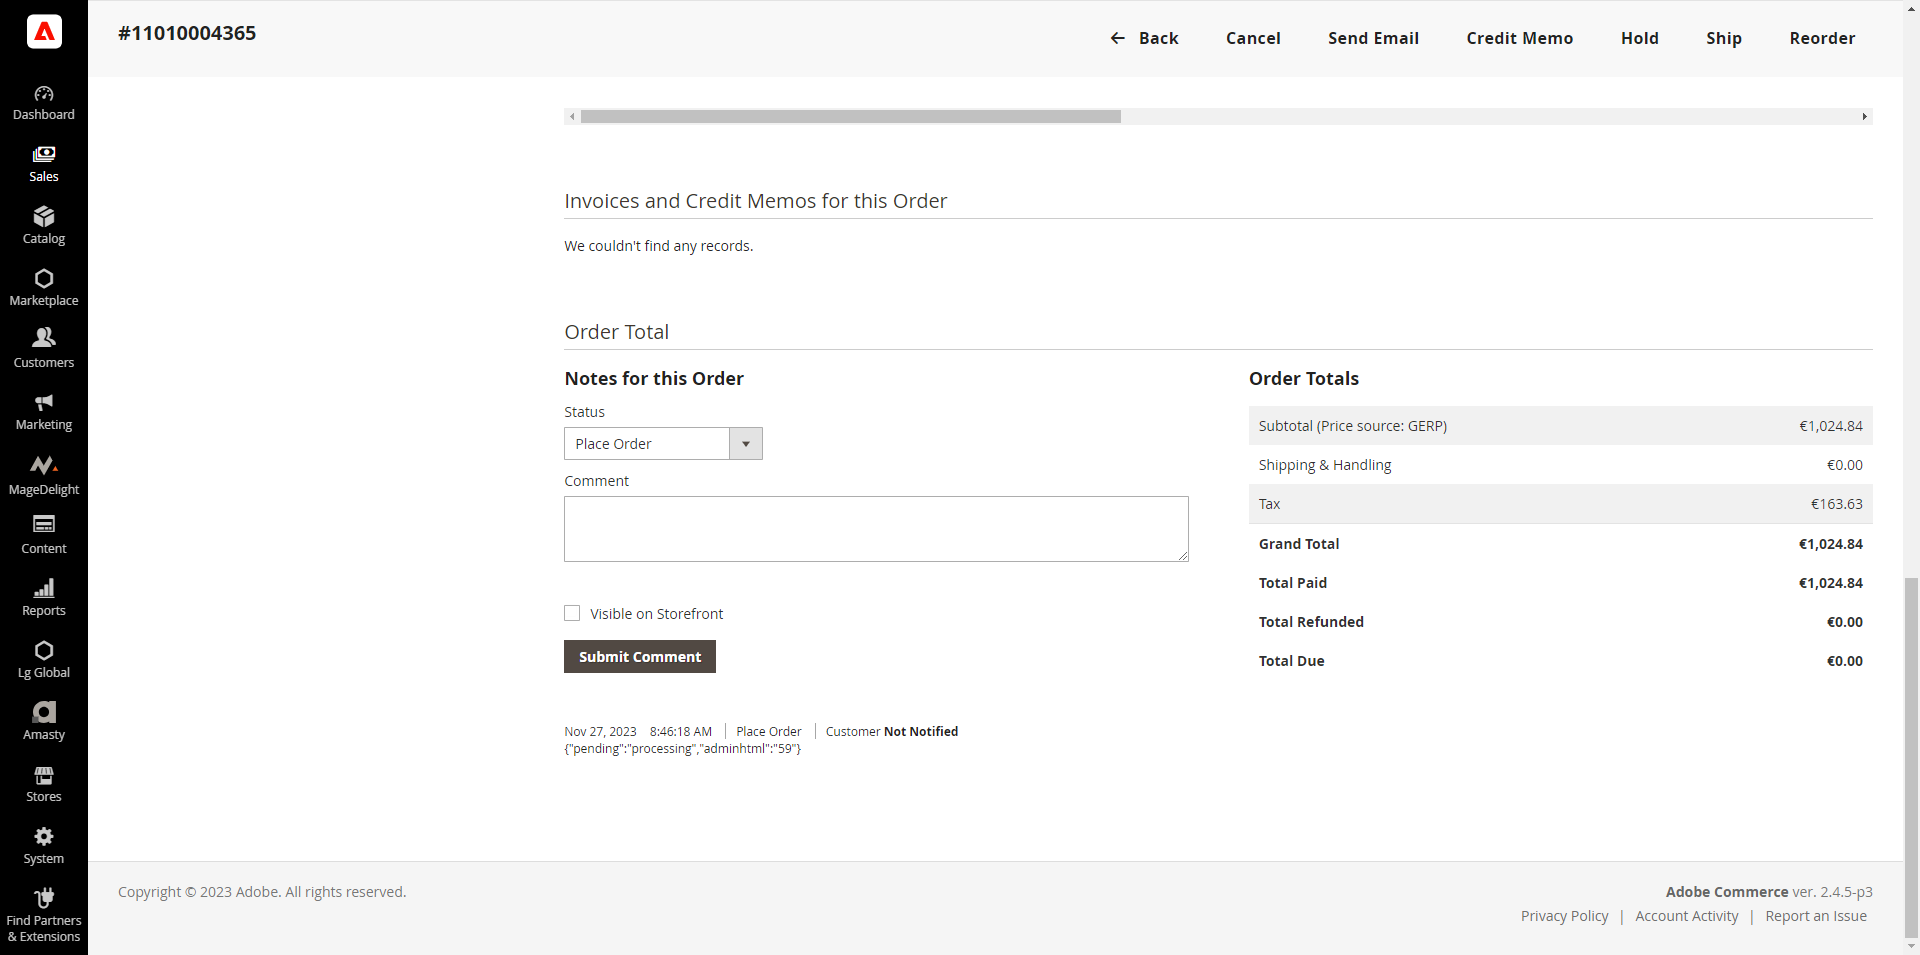 #11010004365
Back
Cancel
Send Email
Credit Memo
Hold
Ship
Reorder
Dashboard
Sales
Catalog
Marketplace
Customers
Marketing
MageDelight
Content
Reports
Lg Global
Amasty
Stores
System
Find Partners
& Extensions
Invoices and Credit Memos for this Order
We couldn't find any records.
Order Total
Notes for this Order
Status
Place Order
Comment
Visible on Storefront
Submit Comment
Nov 27, 2023 8:46:18 AM Place Order Customer Not Notified
{"pending":"processing","adminhtml":"59"}
Order Totals
Subtotal (Price source: GERP) €1,024.84
Shipping & Handling €0.00
Tax €163.63
Grand Total €1,024.84
Total Paid €1,024.84
Total Refunded €0.00
Total Due €0.00
Copyright © 2023 Adobe. All rights reserved.
Adobe Commerce ver. 2.4.5-p3
Privacy Policy | Account Activity | Report an Issue